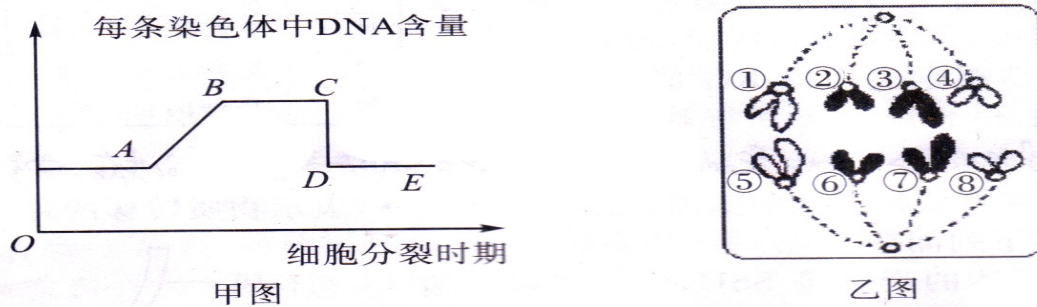 每条染色体中DNA含量
B
C
A
D
E
O
细胞分裂时期
甲图
① ② ③ ④
⑤ ⑥ ⑦ ⑧
乙图